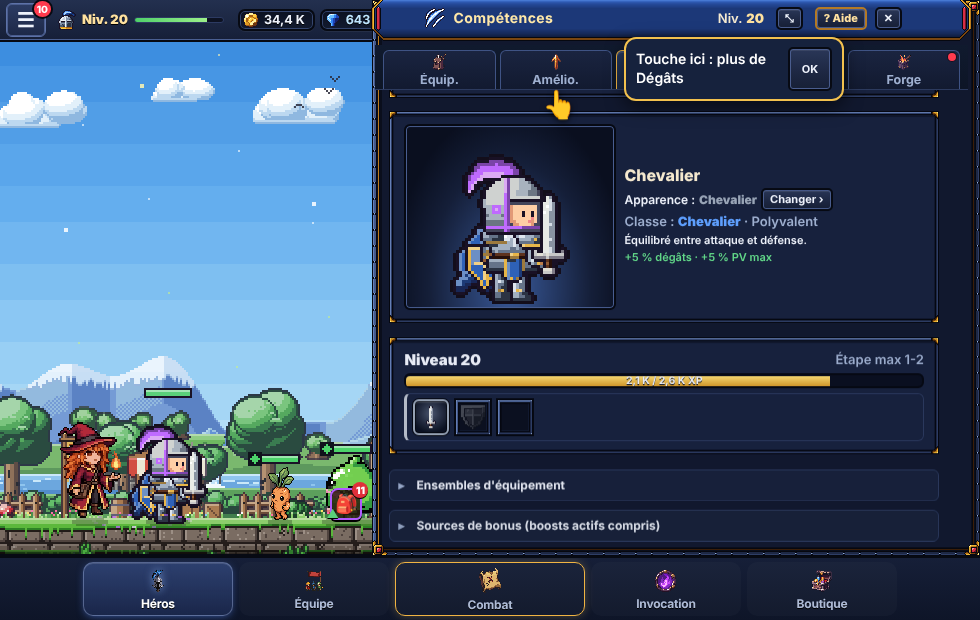 10
Niv. 20
34,4 K
643
Compétences
Niv. 20
? Aide
Équip.
Amélio.
Touche ici : plus de
Dégâts
OK
Forge
Chevalier
Apparence : Chevalier
Changer ›
Classe : Chevalier · Polyvalent
Équilibré entre attaque et défense.
+5 % dégâts · +5 % PV max
Niveau 20
Étape max 1-2
2,1 K / 2,6 K XP
Ensembles d'équipement
Sources de bonus (boosts actifs compris)
11
Héros
Équipe
Combat
Invocation
Boutique